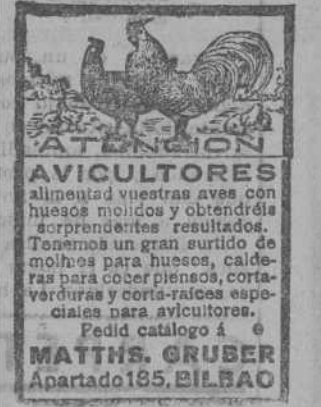 ATENCION
AVICULTORES
alimentad vuestras aves con
huesos molidos y obtendréis
sorprendentes resultados.
Tenemos un gran surtido de
molinos para huesos, calde-
ras para cocer piensos, corta-
verduras y corta-raíces espe-
ciales para avicultores.
Pedid catálogo á
MATTHS. GRUBER
Apartado 185, BILBAO